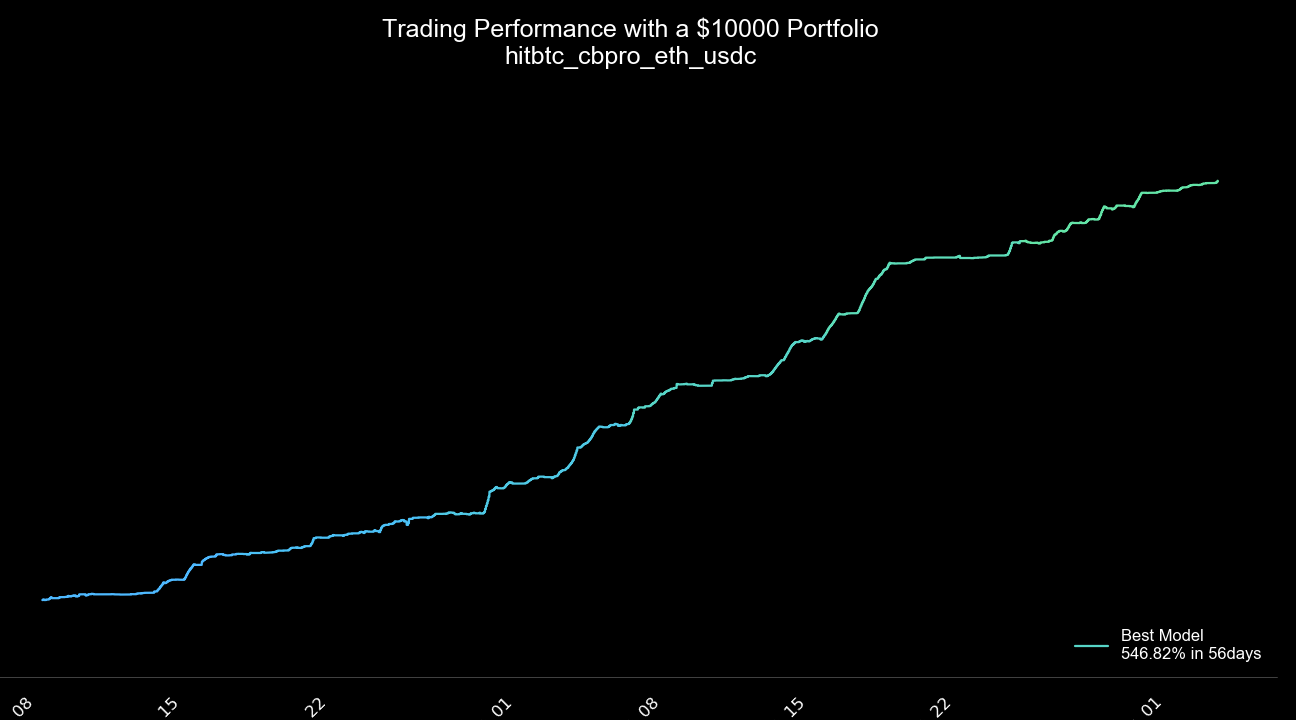 Trading Performance with a $10000 Portfolio
hitbtc_cbpro_eth_usdc
Best Model
546.82% in 56days
08 15 22 01 08 15 22 01